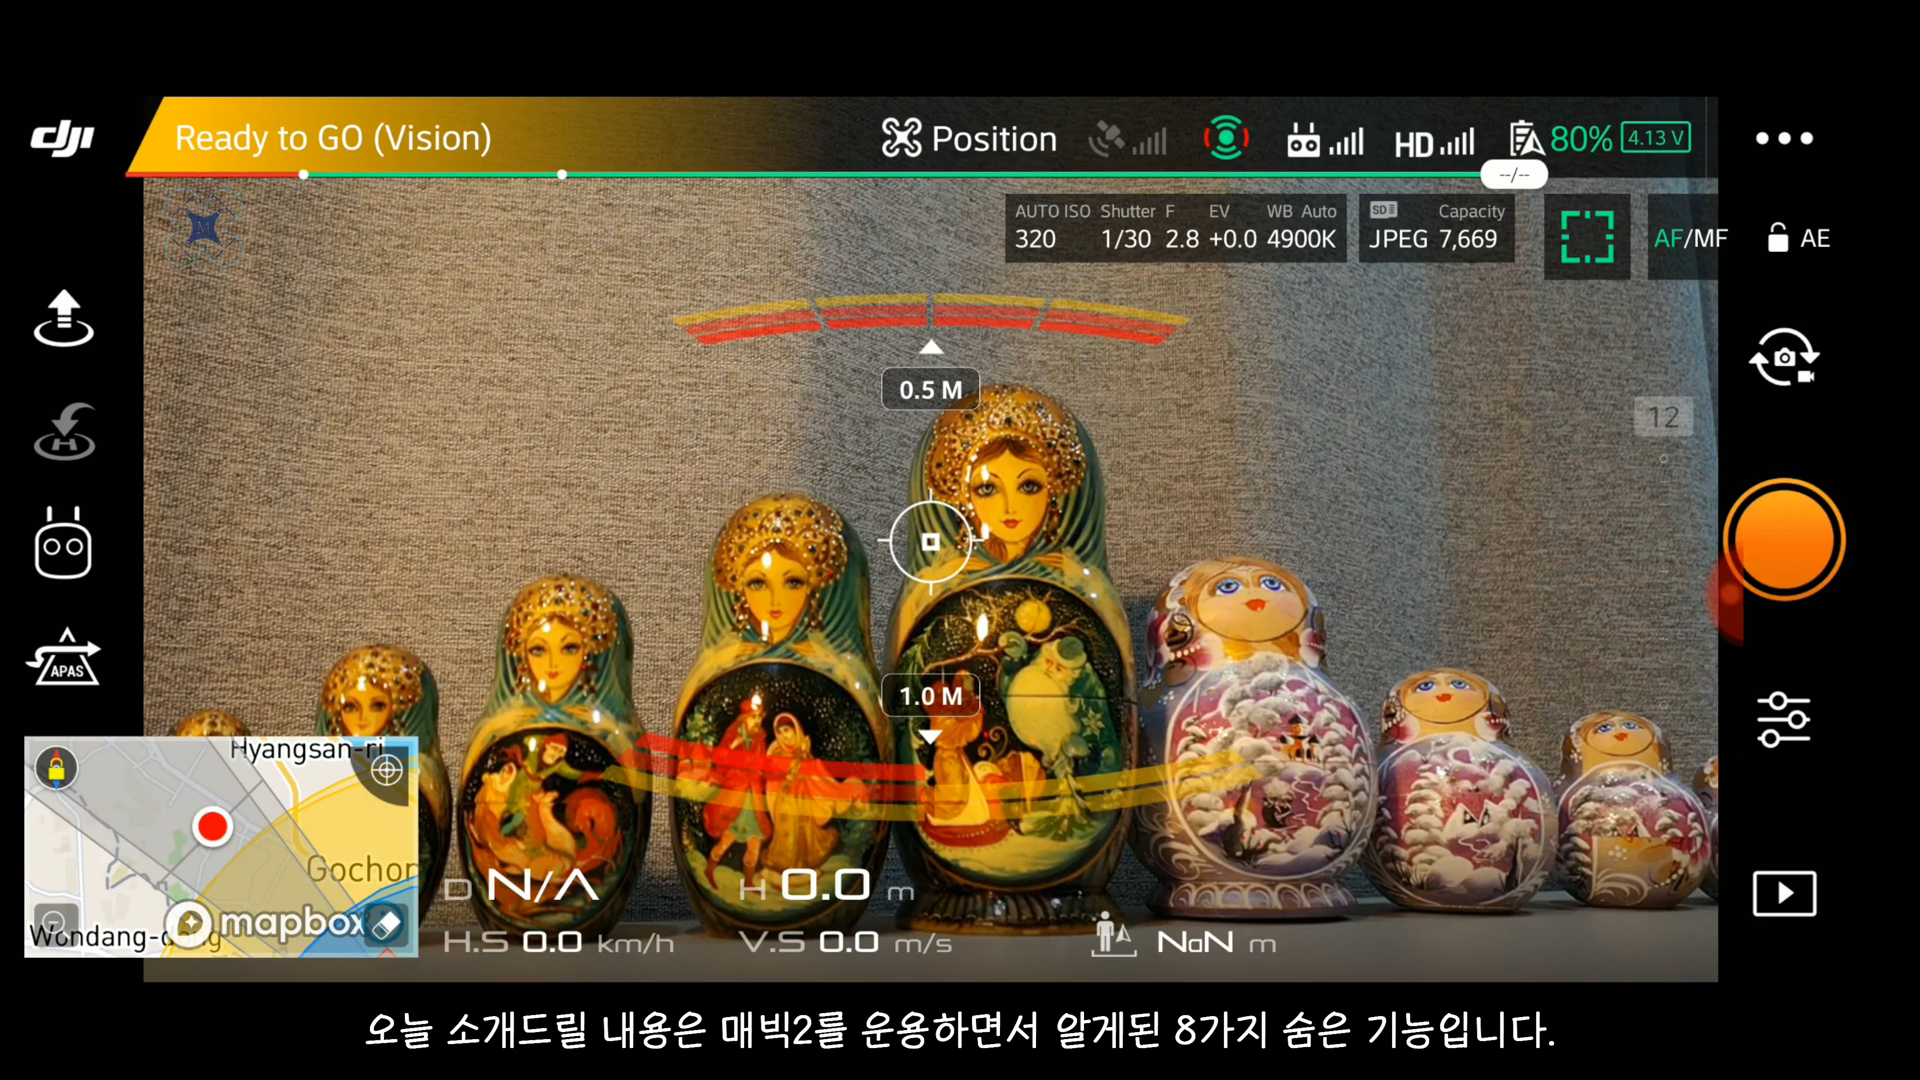 dji
Ready to GO (Vision)
Position
HD
80%
4.13 V
--/--
M
AUTO ISO Shutter F EV WB Auto
320 1/30 2.8 +0.0 4900K
SD Capacity
JPEG 7,669
AF/MF
AE
0.5 M
12
1.0 M
H
APAS
Hyangsan-ri
Gochon
mapbox
Wondang-dong
D N/A H 0.0 m
H.S 0.0 km/h V.S 0.0 m/s NaN m
오늘 소개드릴 내용은 매빅2를 운용하면서 알게된 8가지 숨은 기능입니다.